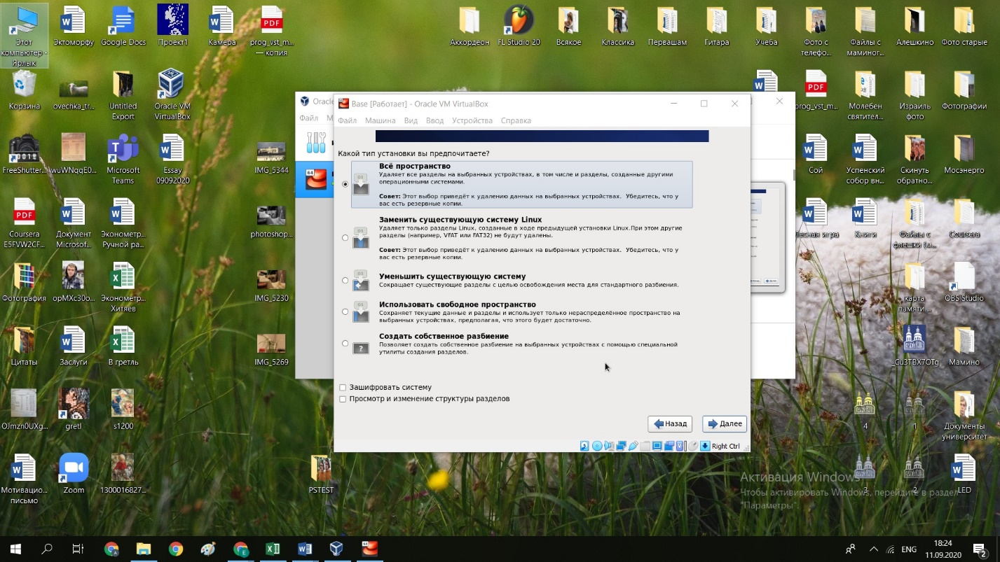 Этот
компьютер -
Ярлык
Эктоморфу
Google Docs
Проект1
Камера
prog_vst_m...
— копия
Аккордеон
FL Studio 20
Всякое
Классика
Первашам
Гитара
Учеба
Фото с
телефо...
Файлы с
маминог...
Алешкино
Фото старые
Корзина
ovechka_tr...
Untitled
Export
Oracle VM
VirtualBox
prog_vst_m...
Молебен
святител...
Израиль
фото
Фотографии
FreeShutter...
wuWNqqE0...
Microsoft
Teams
Essay
09092020
IMG_5344
Сой
Успенский
собор вн...
Скинуть
обратно...
Мосэнерго
Coursera
E5FVW2CF...
Документ
Microsof...
Эконометр...
Ручной ра...
photoshop...
Лесная игра
Книги
Файлы с
флешки (м...
Coursera
Фотография
opMXc30o...
Эконометр...
Хитяев
IMG_5230
карта
памяти...
OBS Studio
Цитаты
Заслуги
В гретль
IMG_5269
_Cu3TBX7OTg
Мамино
OJmzn0UXg...
gretl
s1200
4
1
Документы
университет
Мотивацио...
письмо
Zoom
1300016827...
PSTEST
3
2
LED
Oracle
Файл
М
64
Base [Работает] - Oracle VM VirtualBox
Файл Машина Вид Ввод Устройства Справка
Какой тип установки вы предпочитаете?
Всё пространство
Удаляет все разделы на выбранных устройствах, в том числе и разделы, созданные другими
операционными системами.
Совет: Этот выбор приведёт к удалению данных на выбранных устройствах. Убедитесь, что у
вас есть резервные копии.
Заменить существующую систему Linux
Удаляет только разделы Linux, созданные в ходе предыдущей установки Linux.При этом другие
разделы (например, VFAT или FAT32) не будут удалены.
Совет: Этот выбор приведёт к удалению данных на выбранных устройствах. Убедитесь, что у
вас есть резервные копии.
Уменьшить существующую систему
Сокращает существующие разделы с целью освобождения места для стандартного разбиения.
Использовать свободное пространство
Сохраняет текущие данные и разделы и использует только нераспределённое пространство на
выбранных устройствах, предполагая, что этого будет достаточно.
Создать собственное разбиение
Позволяет создать собственное разбиение на выбранных устройствах с помощью специальной
утилиты создания разделов.
Зашифровать систему
Просмотр и изменение структуры разделов
Назад
Далее
Right Ctrl
Активация Windows
Чтобы активировать Windows, перейдите в раздел
"Параметры".
ENG
18:24
11.09.2020
2